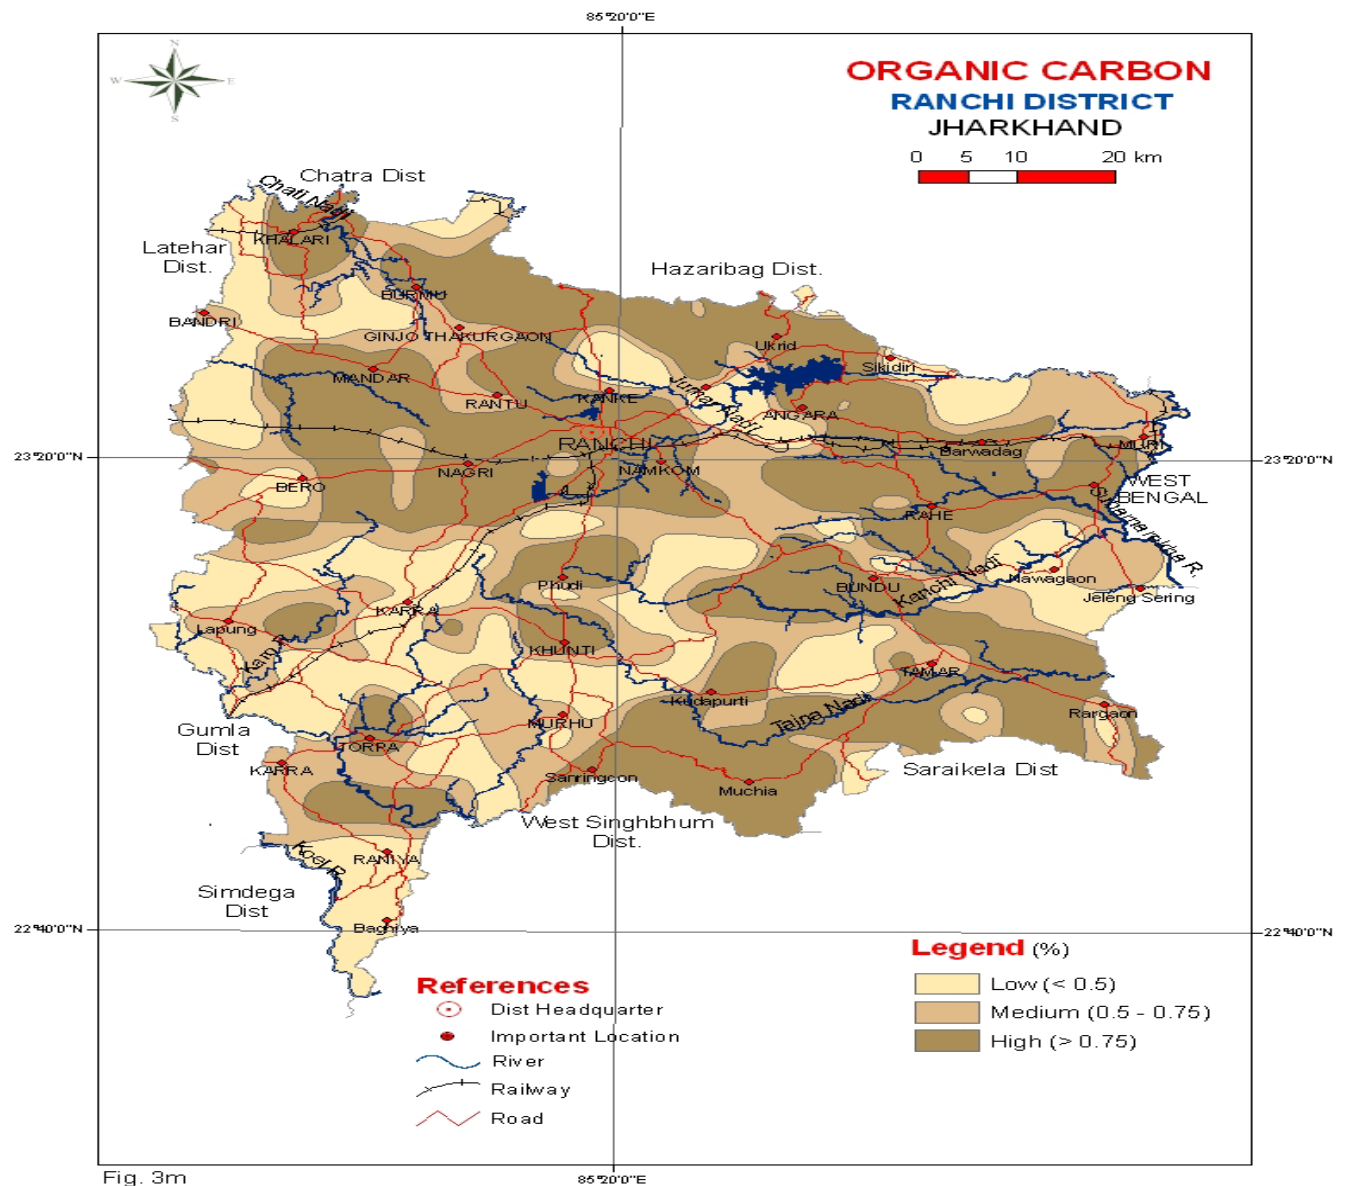 85°20'0"E
N
W E
S
ORGANIC CARBON
RANCHI DISTRICT
JHARKHAND
0 5 10 20 km
Chatra Dist
Chati Nadi
KHALARI
Latehar
Dist.
Hazaribag Dist.
BURMU
BANDRI
GINJO THAKURGAON
Ukrid
Sikidiri
MANDAR
Jumar Nadi
RANTU
KANKE
ANGARA
RANCHI
MURI
Barwadag
23°20'0"N
23°20'0"N
NAGRI
NAMKOM
BERO
WEST
BENGAL
RAHE
Subarnarekha R.
Phudi
BUNDU
Kanchi Nadi
Nawagaon
Jeleng Sering
KARRA
Lapung
Karo R.
KHUNTI
TAMAR
Kudapurti
Taina Nadi
Rargaon
Gumla
Dist
MURHU
TORPA
KARRA
Sarringcon
Saraikela Dist
Muchia
West Singhbhum
Dist.
Koel R.
RANIYA
Simdega
Dist
Baghiya
22°40'0"N
22°40'0"N
Legend (%)
Low (< 0.5)
Medium (0.5 - 0.75)
High (> 0.75)
References
Dist Headquarter
Important Location
River
Railway
Road
Fig. 3m
85°20'0"E